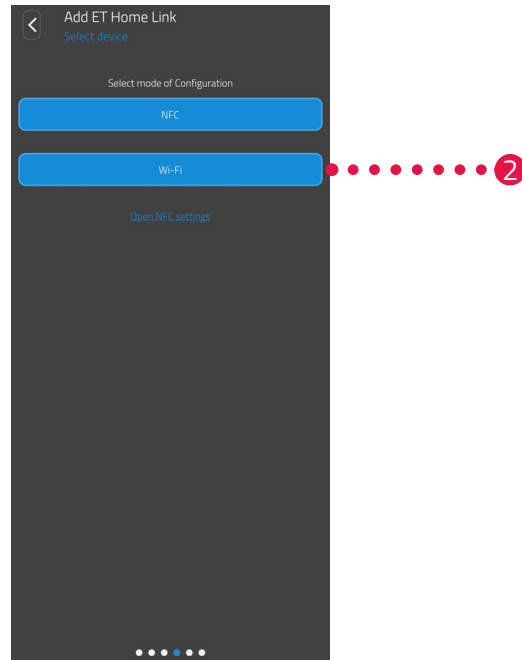 Add ET Home Link
Select device
Select mode of Configuration
NFC
Wi-Fi
2
Open NFC settings